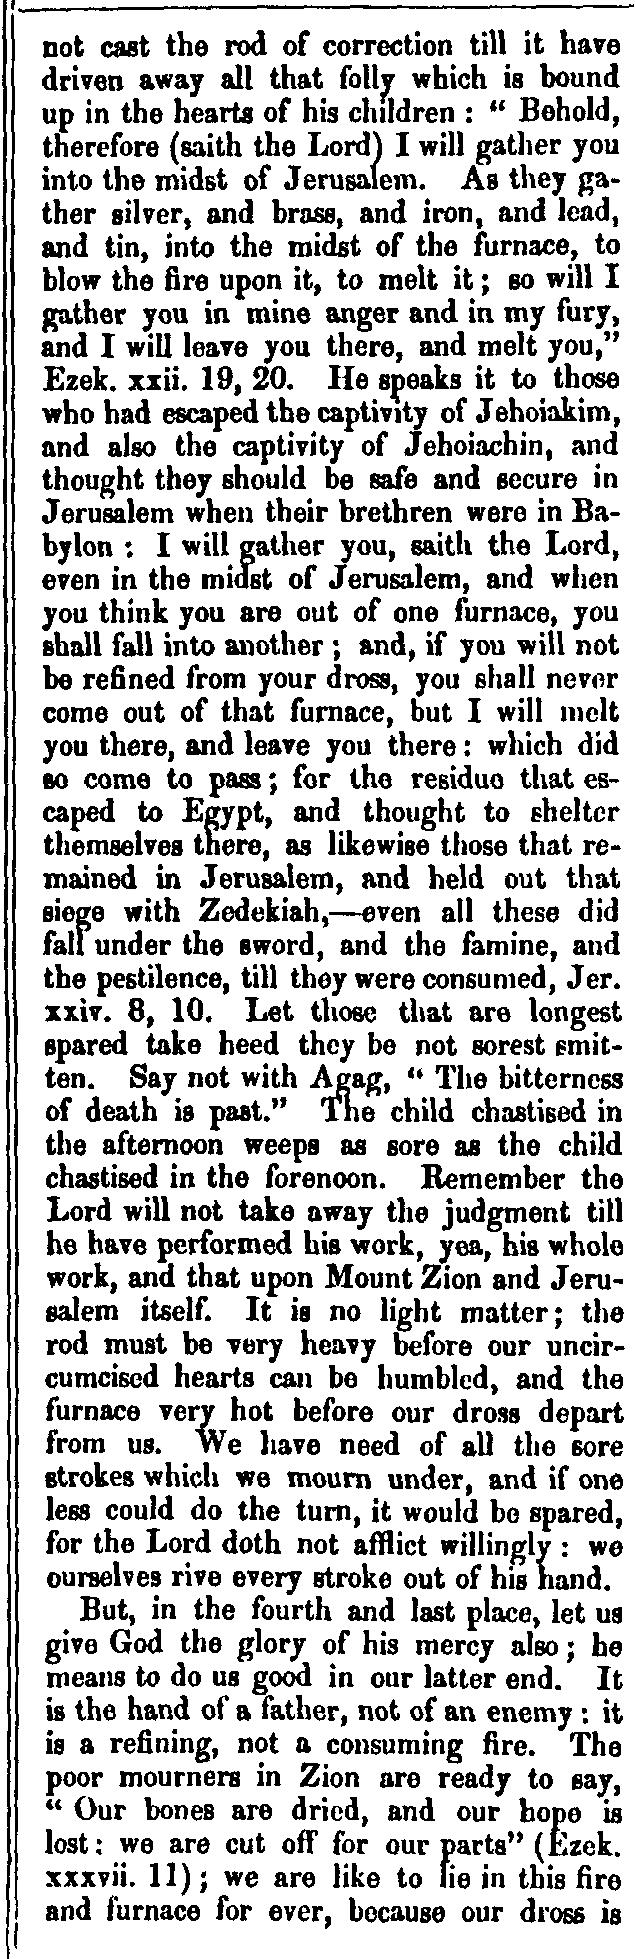 not cast the rod of correction till it have
driven away all that folly which is bound
up in the hearts of his children : “ Behold,
therefore (saith the Lord) I will gather you
into the midst of Jerusalem. As they ga-
ther silver, and brass, and iron, and lead,
and tin, into the midst of the furnace, to
blow the fire upon it, to melt it ; so will I
gather you in mine anger and in my fury,
and I will leave you there, and melt you,”
Ezek. xxii. 19, 20. He speaks it to those
who had escaped the captivity of Jehoiakim,
and also the captivity of Jehoiachin, and
thought they should be safe and secure in
Jerusalem when their brethren were in Ba-
bylon : I will gather you, saith the Lord,
even in the midst of Jerusalem, and when
you think you are out of one furnace, you
shall fall into another ; and, if you will not
be refined from your dross, you shall never
come out of that furnace, but I will melt
you there, and leave you there : which did
so come to pass ; for the residue that es-
caped to Egypt, and thought to shelter
themselves there, as likewise those that re-
mained in Jerusalem, and held out that
siege with Zedekiah,—even all these did
fall under the sword, and the famine, and
the pestilence, till they were consumed, Jer.
xxiv. 8, 10. Let those that are longest
spared take heed they be not sorest smit-
ten. Say not with Agag, “ The bitterness
of death is past.” The child chastised in
the afternoon weeps as sore as the child
chastised in the forenoon. Remember the
Lord will not take away the judgment till
he have performed his work, yea, his whole
work, and that upon Mount Zion and Jeru-
salem itself. It is no light matter ; the
rod must be very heavy before our uncir-
cumcised hearts can be humbled, and the
furnace very hot before our dross depart
from us. We have need of all the sore
strokes which we mourn under, and if one
less could do the turn, it would be spared,
for the Lord doth not afflict willingly : we
ourselves rive every stroke out of his hand.
But, in the fourth and last place, let us
give God the glory of his mercy also ; he
means to do us good in our latter end. It
is the hand of a father, not of an enemy : it
is a refining, not a consuming fire. The
poor mourners in Zion are ready to say,
“ Our bones are dried, and our hope is
lost : we are cut off for our parts” (Ezek.
xxxvii. 11) ; we are like to lie in this fire
and furnace for ever, because our dross is